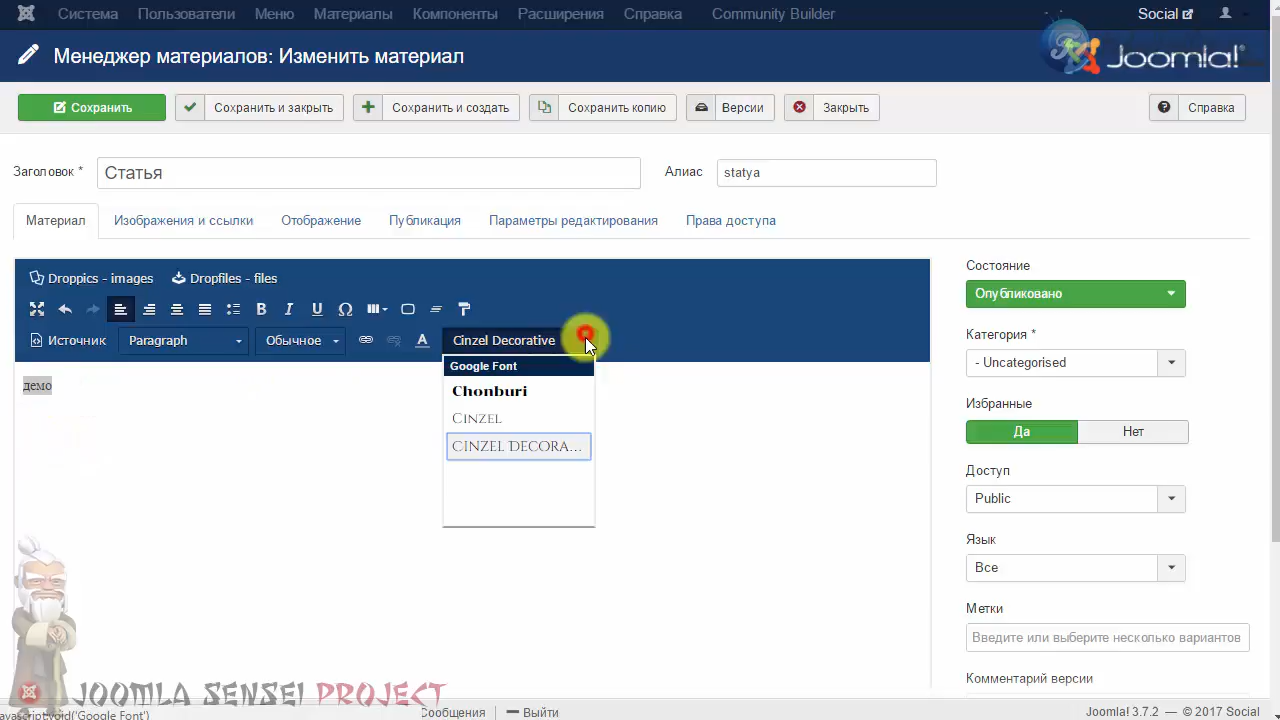 Система Пользователи Меню Материалы Компоненты Расширения Справка Community Builder Social
Менеджер материалов: Изменить материал Joomla!®
Сохранить Сохранить и закрыть Сохранить и создать Сохранить копию Версии Закрыть Справка
Заголовок * Статья Алиас statya
Материал Изображения и ссылки Отображение Публикация Параметры редактирования Права доступа
Droppics - images Dropfiles - files
Источник Paragraph Обычное Cinzel Decorative
Google Font
Chonburi
Cinzel
Cinzel Decora...
демо
Состояние
Опубликовано
Категория *
- Uncategorised
Избранные
Да Нет
Доступ
Public
Язык
Все
Метки
Введите или выберите несколько вариантов
Комментарий версии
JOOMLA SENSEI PROJECT
avascript:void('Google Font')
Сообщения Выйти Joomla! 3.7.2 — © 2017 Social